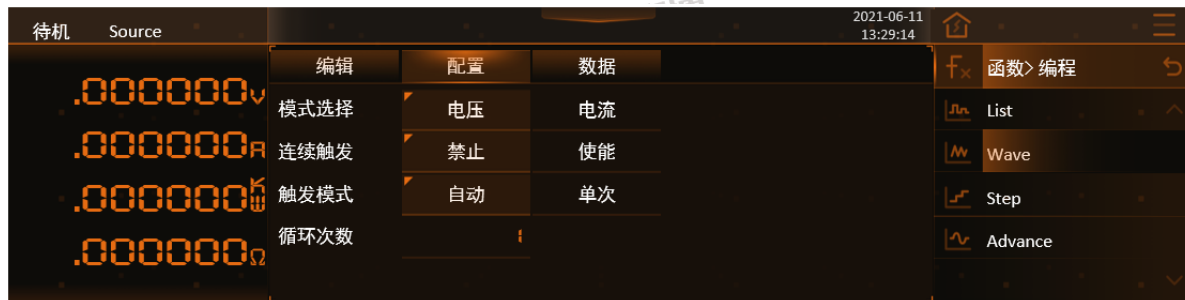 待机 Source
2021-06-11
13:29:14
编辑 配置 数据
函数> 编程
.000000V
模式选择 电压 电流
List
.000000A
连续触发 禁止 使能
Wave
.000000KW
触发模式 自动 单次
Step
循环次数 1
.000000Ω
Advance